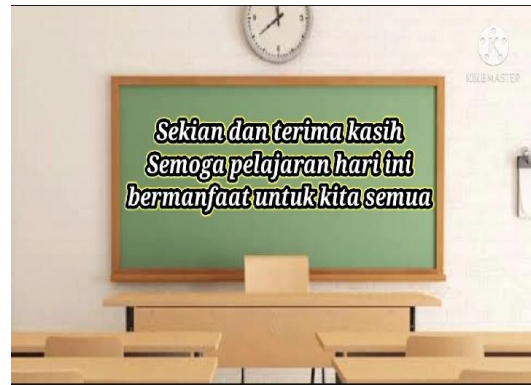 KINEMASTER
Sekian dan terima kasih
Semoga pelajaran hari ini
bermanfaat untuk kita semua